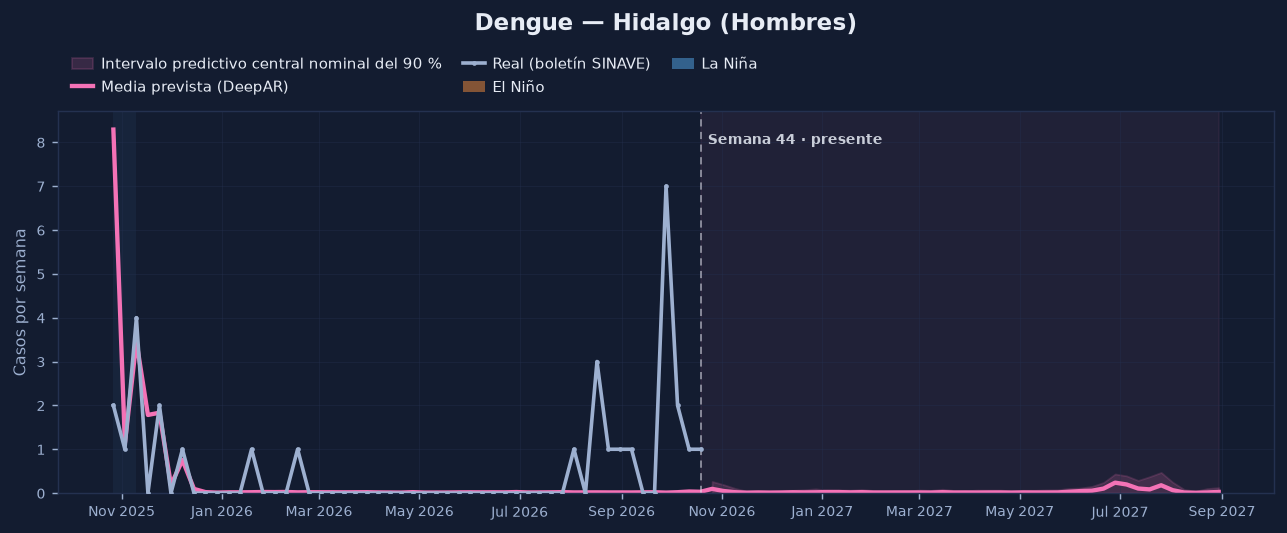 Dengue — Hidalgo (Hombres)
Intervalo predictivo central nominal del 90 %
Real (boletín SINAVE)
La Niña
Media prevista (DeepAR)
El Niño
Semana 44 · presente
Casos por semana
8
7
6
5
4
3
2
1
0
Nov 2025
Jan 2026
Mar 2026
May 2026
Jul 2026
Sep 2026
Nov 2026
Jan 2027
Mar 2027
May 2027
Jul 2027
Sep 2027